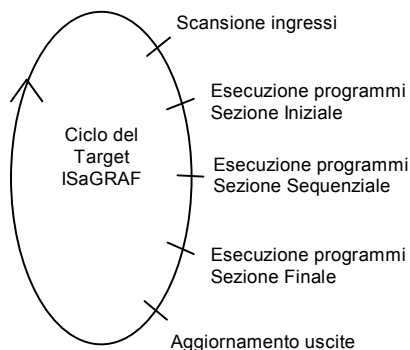 Scansione ingressi
Esecuzione programmi
Sezione Iniziale
Ciclo del
Target
ISaGRAF
Esecuzione programmi
Sezione Sequenziale
Esecuzione programmi
Sezione Finale
Aggiornamento uscite